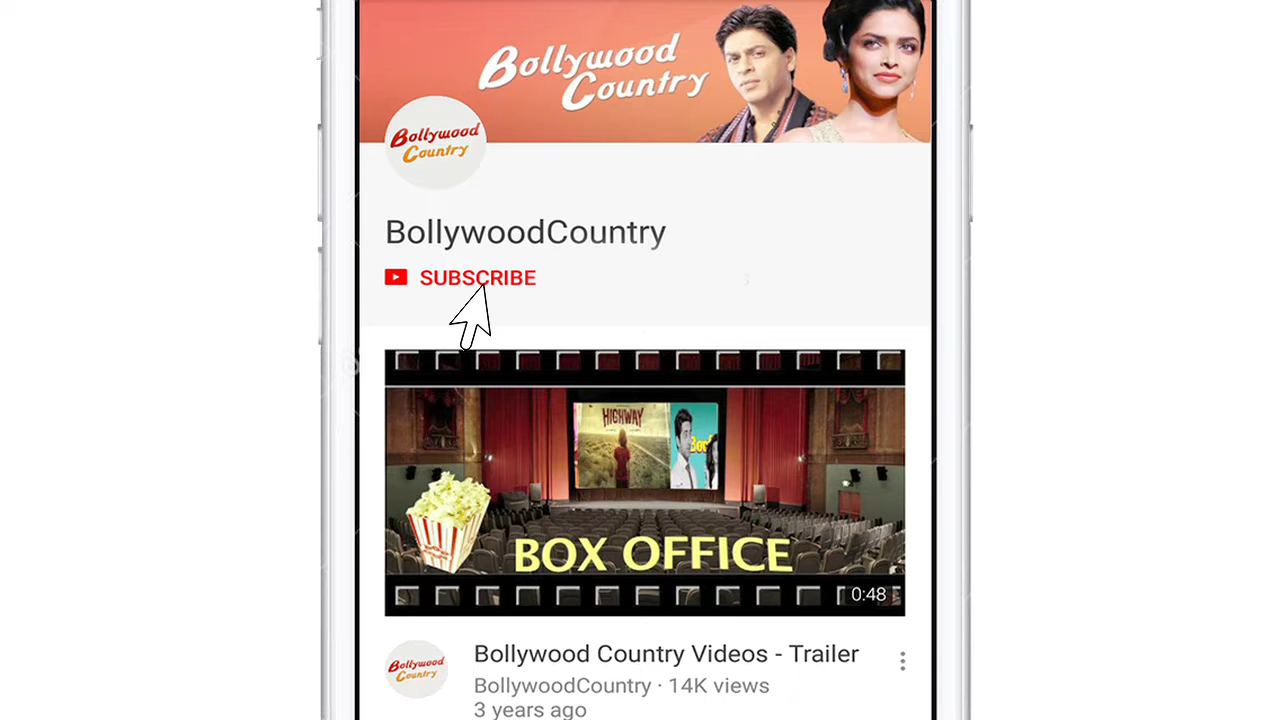 Bollywood
Country
Bollywood
Country
BollywoodCountry
SUBSCRIBE
HIGHWAY
BOX OFFICE
0:48
Bollywood Country Videos - Trailer
Bollywood
Country
BollywoodCountry · 14K views
3 years ago